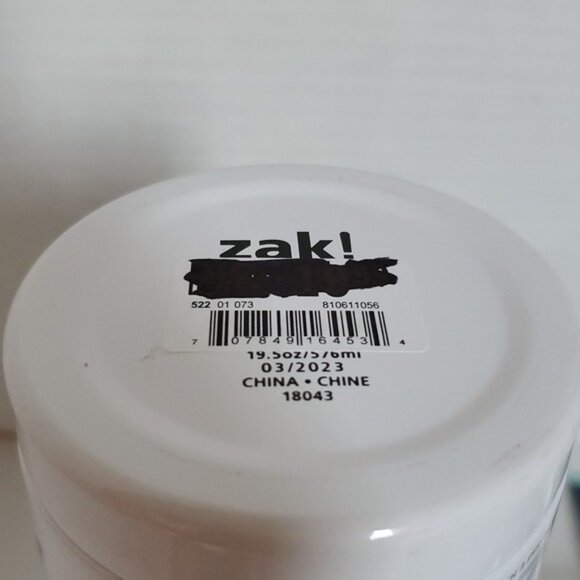 zak!
522 01 073 810611056
7 07849 16453 4
19.5oz/576ml
03/2023
CHINA • CHINE
18043